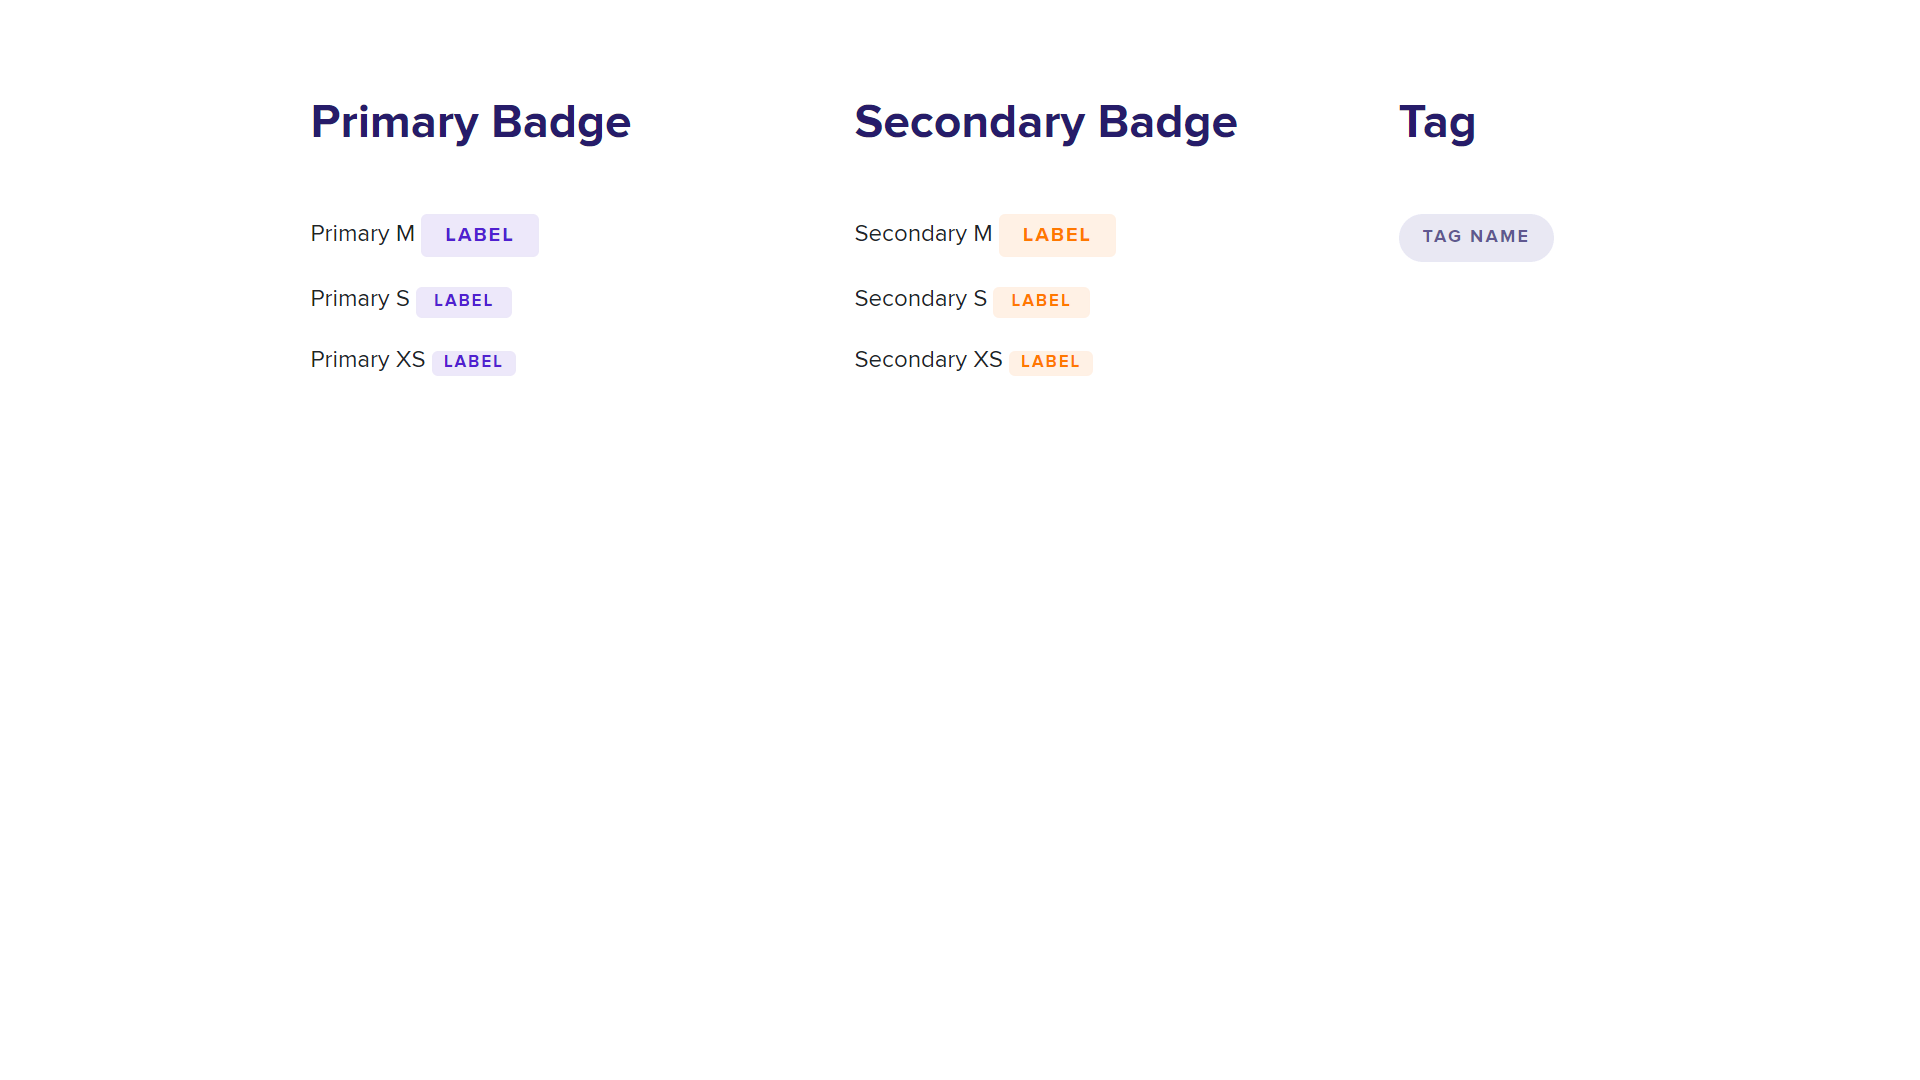 Primary Badge
Primary M LABEL
Primary S LABEL
Primary XS LABEL
Secondary Badge
Secondary M LABEL
Secondary S LABEL
Secondary XS LABEL
Tag
TAG NAME